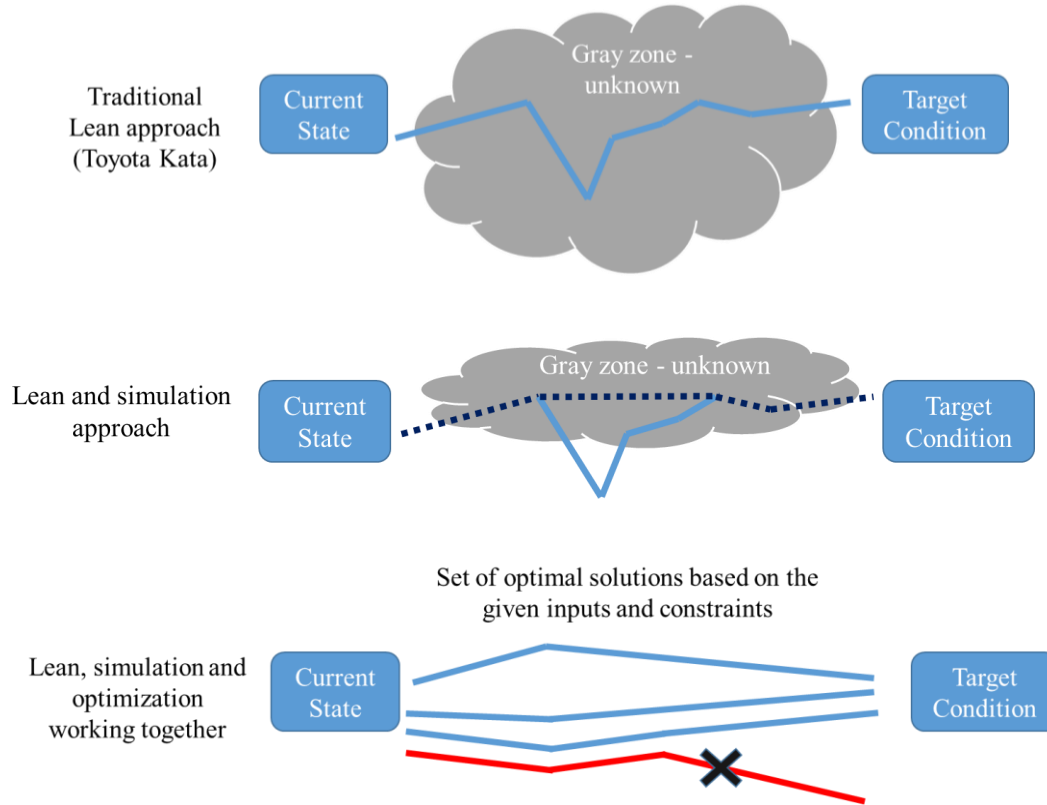 Traditional
Lean approach
(Toyota Kata)
Current
State
Gray zone -
unknown
Target
Condition
Lean and simulation
approach
Current
State
Gray zone - unknown
Target
Condition
Set of optimal solutions based on the
given inputs and constraints
Lean, simulation and
optimization
working together
Current
State
Target
Condition